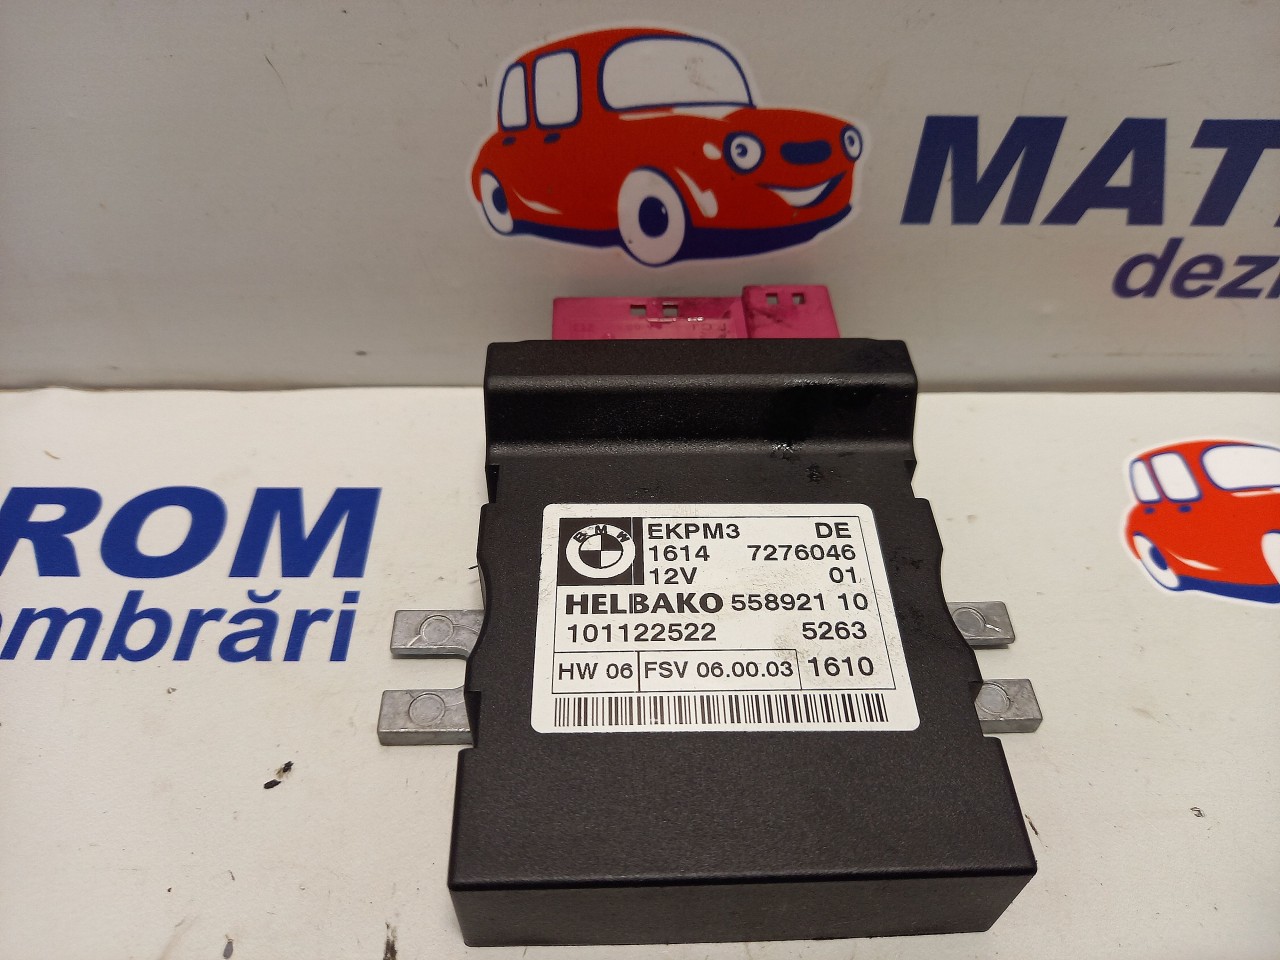 MAT
dezm
BMW
EKPM3 DE
1614 7276046
12V 01
HELBAKO 558921 10
101122522 5263
HW 06 FSV 06.00.03 1610
ROM
mbrări